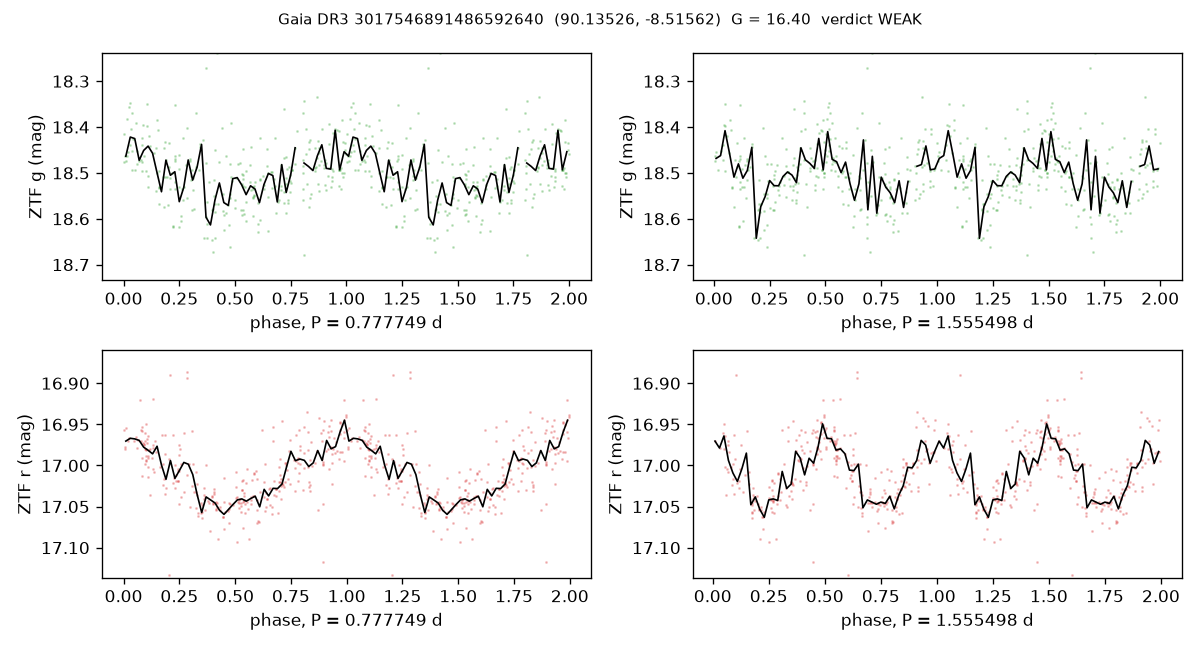 Gaia DR3 3017546891486592640 (90.13526, -8.51562) G = 16.40 verdict WEAK
ZTF g (mag)
18.3
18.4
18.5
18.6
18.7
0.00 0.25 0.50 0.75 1.00 1.25 1.50 1.75 2.00
phase, P = 0.777749 d
ZTF g (mag)
18.3
18.4
18.5
18.6
18.7
0.00 0.25 0.50 0.75 1.00 1.25 1.50 1.75 2.00
phase, P = 1.555498 d
ZTF r (mag)
16.90
16.95
17.00
17.05
17.10
0.00 0.25 0.50 0.75 1.00 1.25 1.50 1.75 2.00
phase, P = 0.777749 d
ZTF r (mag)
16.90
16.95
17.00
17.05
17.10
0.00 0.25 0.50 0.75 1.00 1.25 1.50 1.75 2.00
phase, P = 1.555498 d